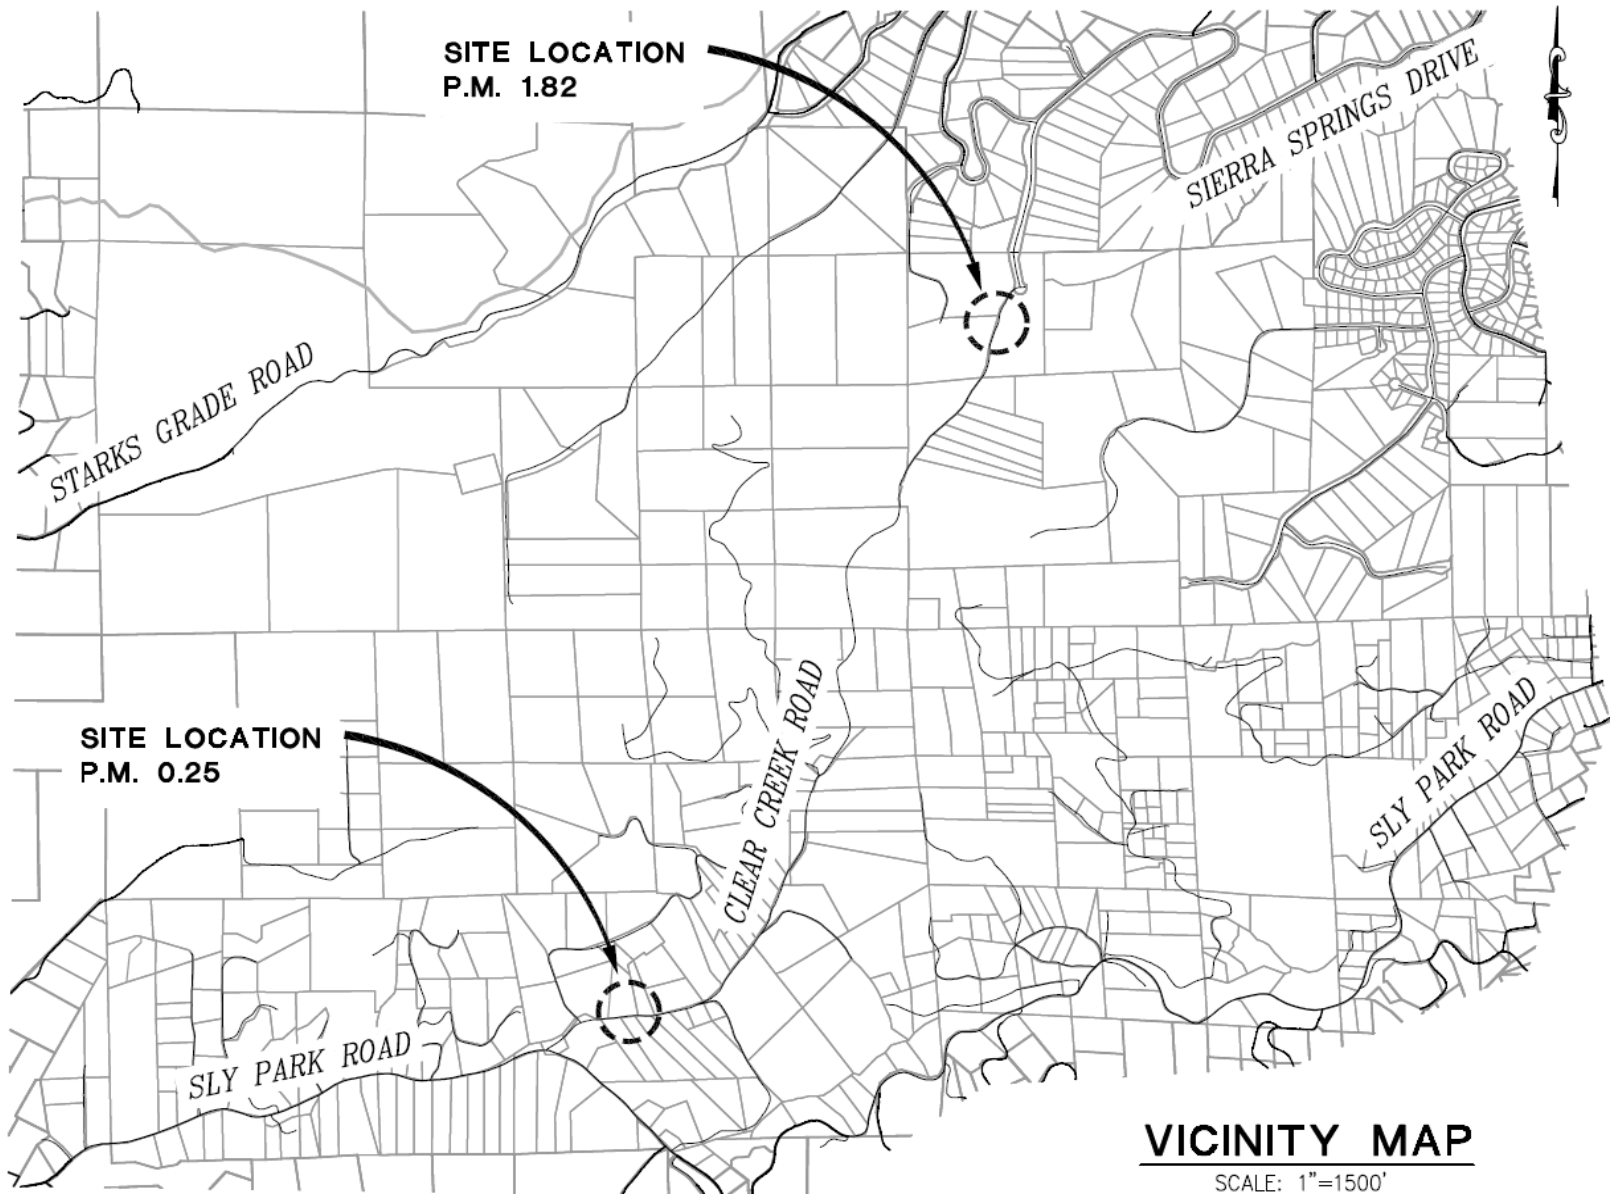 SITE LOCATION
P.M. 1.82
SIERRA SPRINGS DRIVE
STARKS GRADE ROAD
SITE LOCATION
P.M. 0.25
CLEAR CREEK ROAD
SLY PARK ROAD
SLY PARK ROAD
VICINITY MAP
SCALE: 1"=1500'